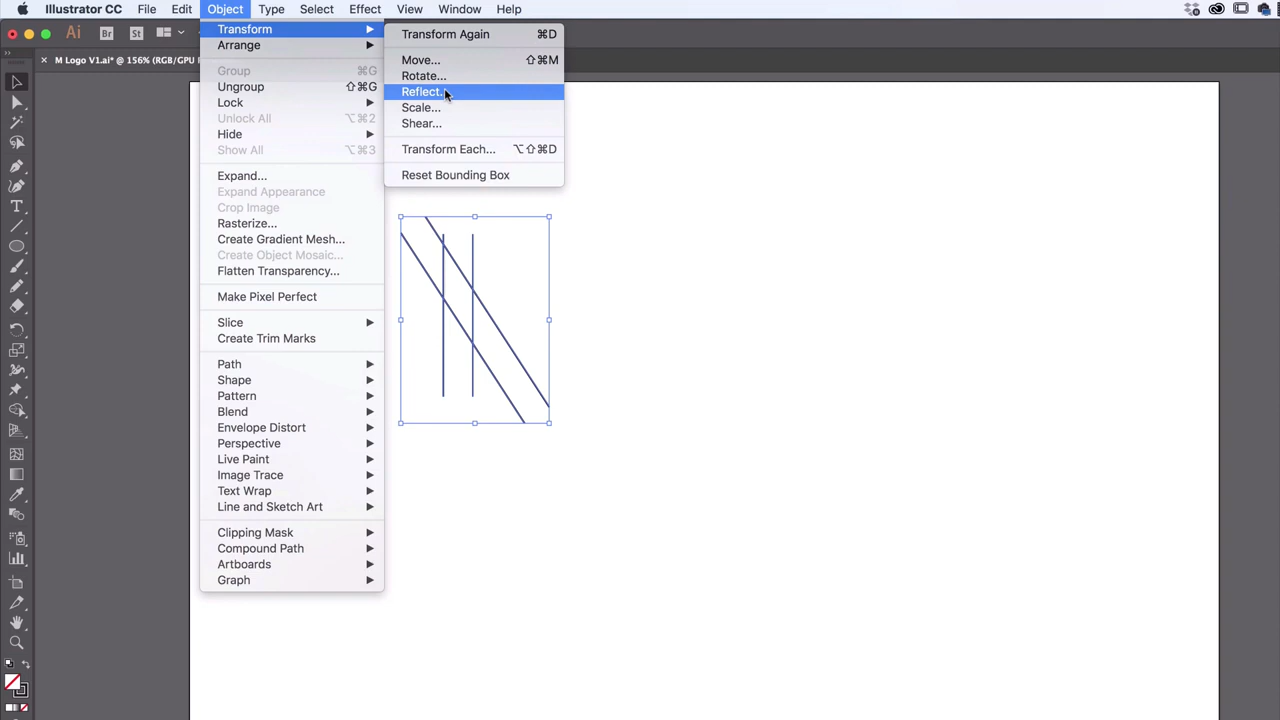 Illustrator CC File Edit Object Type Select Effect View Window Help
Ai Br St
× M Logo V1.ai* @ 156% (RGB/GPU
Transform
Arrange
Group ⌘G
Ungroup ⇧⌘G
Lock
Unlock All ⌥⌘2
Hide
Show All ⌥⌘3
Expand...
Expand Appearance
Crop Image
Rasterize...
Create Gradient Mesh...
Create Object Mosaic...
Flatten Transparency...
Make Pixel Perfect
Slice
Create Trim Marks
Path
Shape
Pattern
Blend
Envelope Distort
Perspective
Live Paint
Image Trace
Text Wrap
Line and Sketch Art
Clipping Mask
Compound Path
Artboards
Graph
Transform Again ⌘D
Move... ⇧⌘M
Rotate...
Reflect...
Scale...
Shear...
Transform Each... ⌥⇧⌘D
Reset Bounding Box